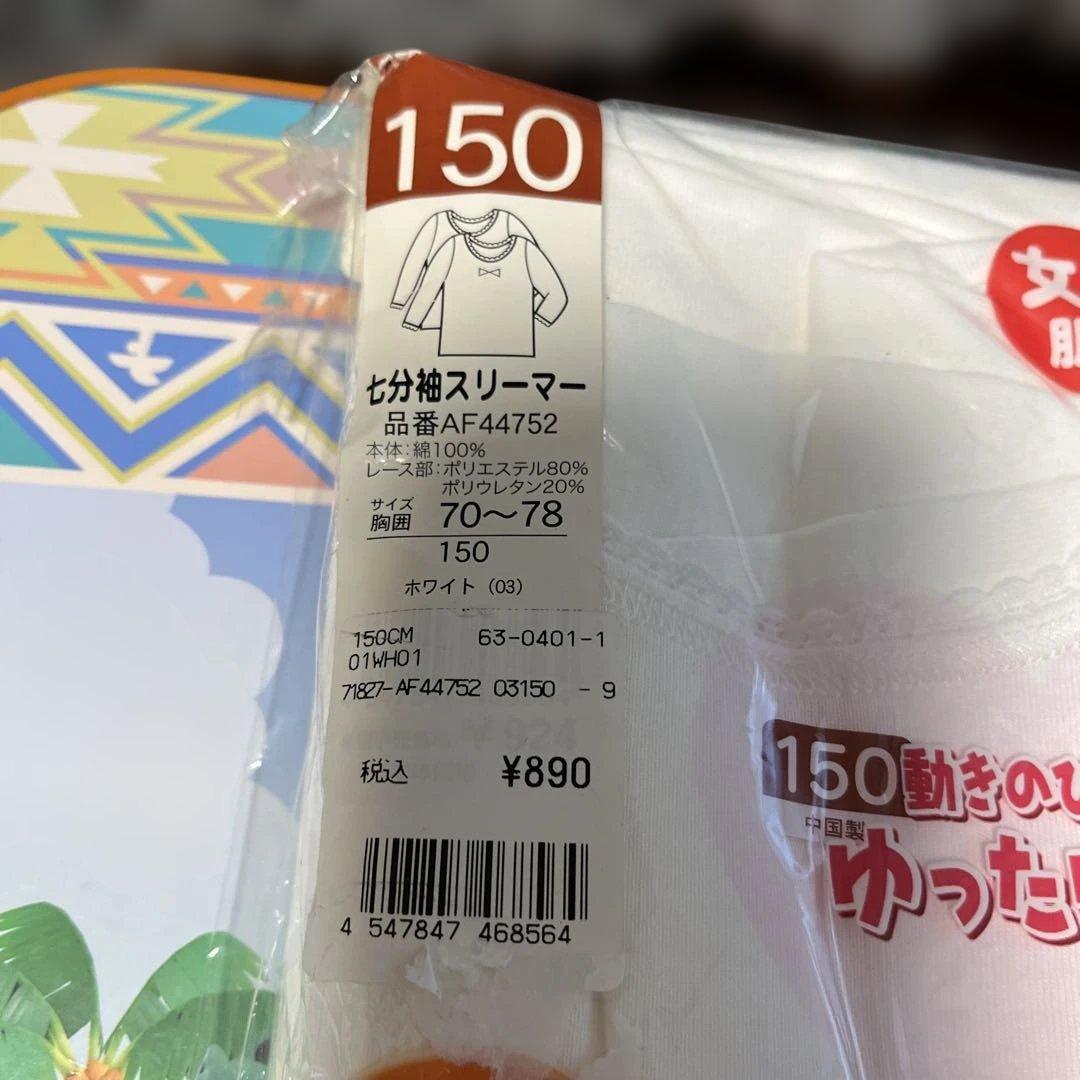 150
七分袖スリーマー
品番AF44752
本体:綿100%
レース部:ポリエステル80%
ポリウレタン20%
サイズ
胸囲 70〜78
150
ホワイト(03)
150CM 63-0401-1
01WH01
71827-AF44752 03150 -9
¥924
税込 ¥890
4 547847 468564
女
肌
150
中国製
動きの
ゆった